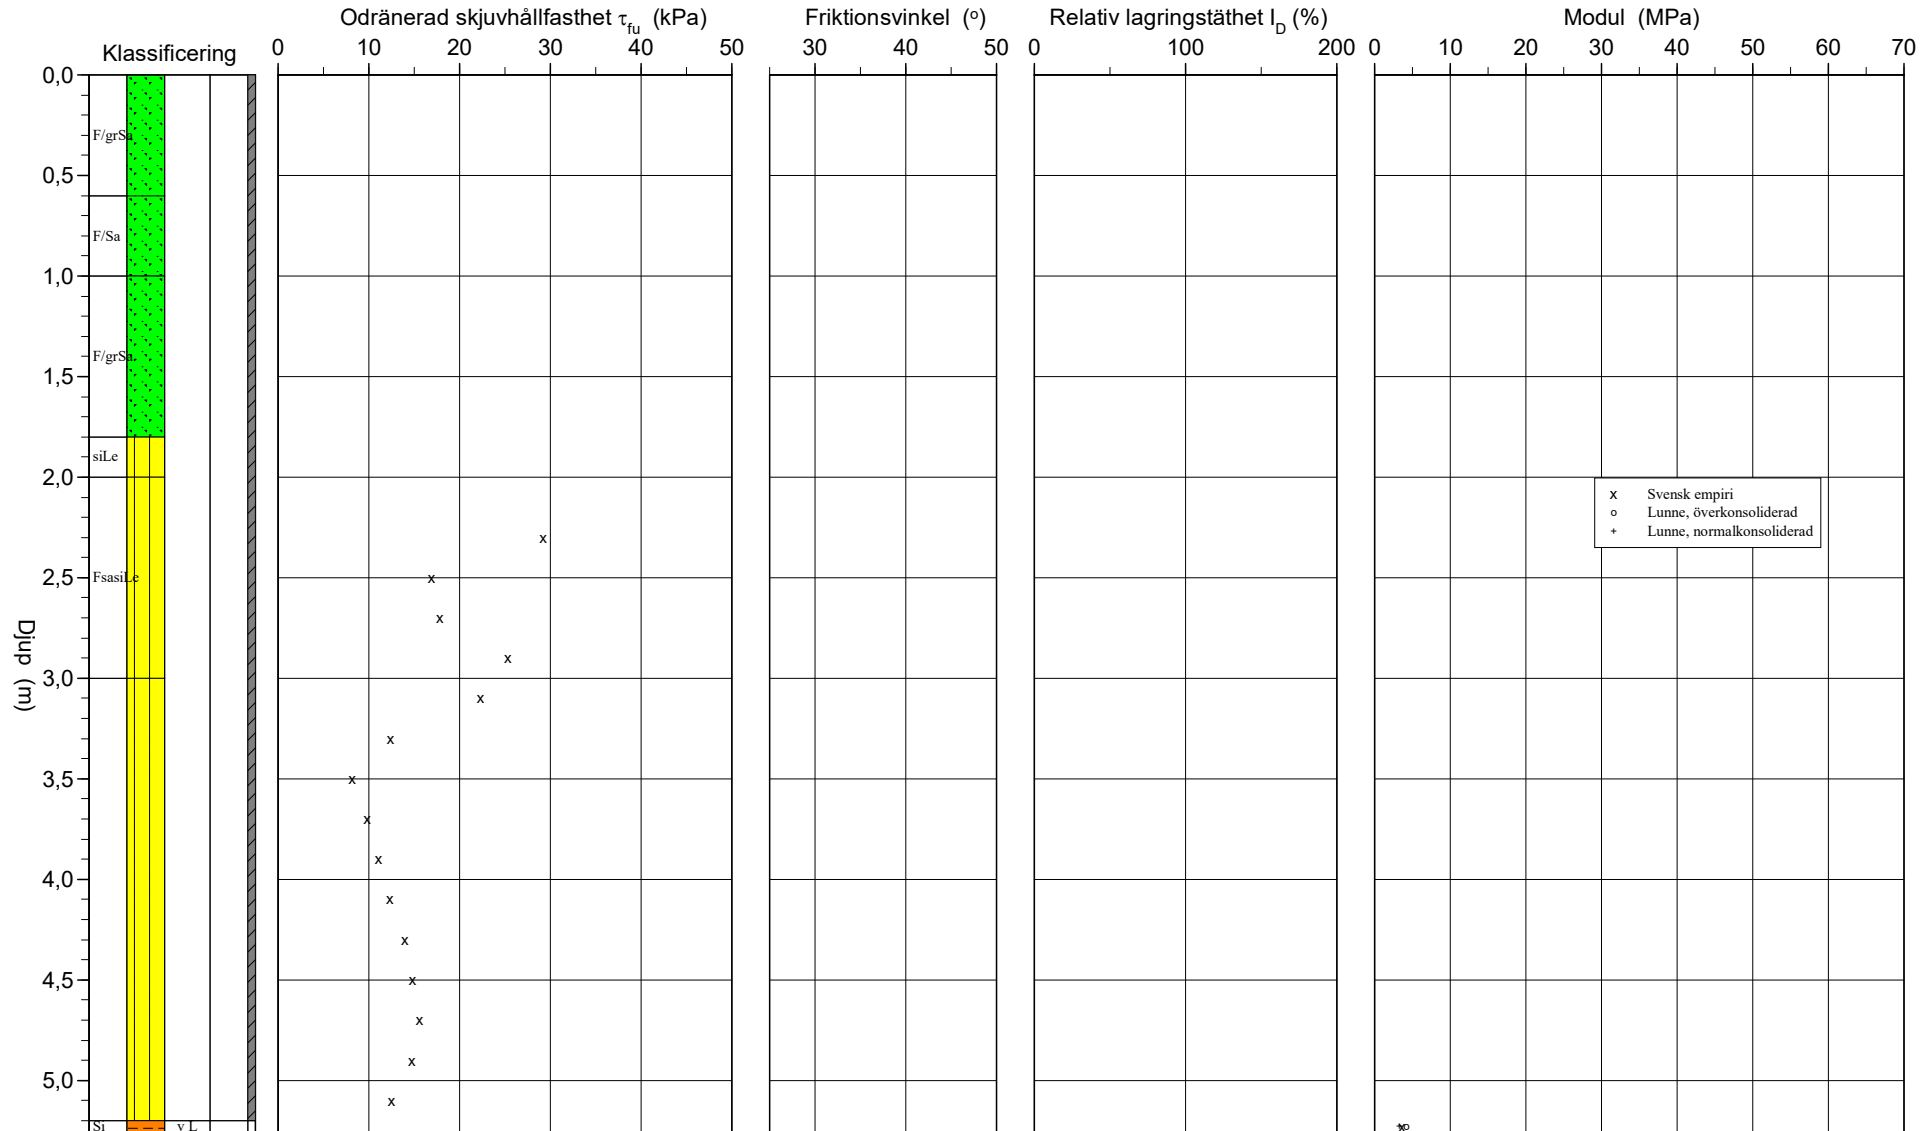 Odränerad skjuvhållfasthet τfu (kPa)
Friktionsvinkel (o)
Relativ lagringstäthet ID (%)
Modul (MPa)
Klassificering
0 10 20 30 40 50
30 40 50
0 100 200
0 10 20 30 40 50 60 70
0,0
F/grSa
0,5
F/Sa
1,0
F/grSa
1,5
siLe
2,0
x Svensk empiri
o Lunne, överkonsoliderad
+ Lunne, normalkonsoliderad
2,5
FsasiLe
Djup (m)
3,0
3,5
4,0
4,5
5,0
Si v L